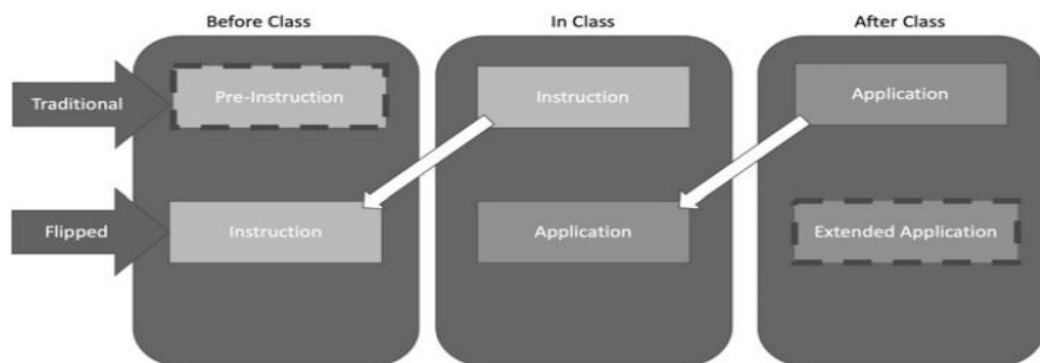 Before Class
In Class
After Class
Traditional
Pre-Instruction
Instruction
Application
Flipped
Instruction
Application
Extended Application